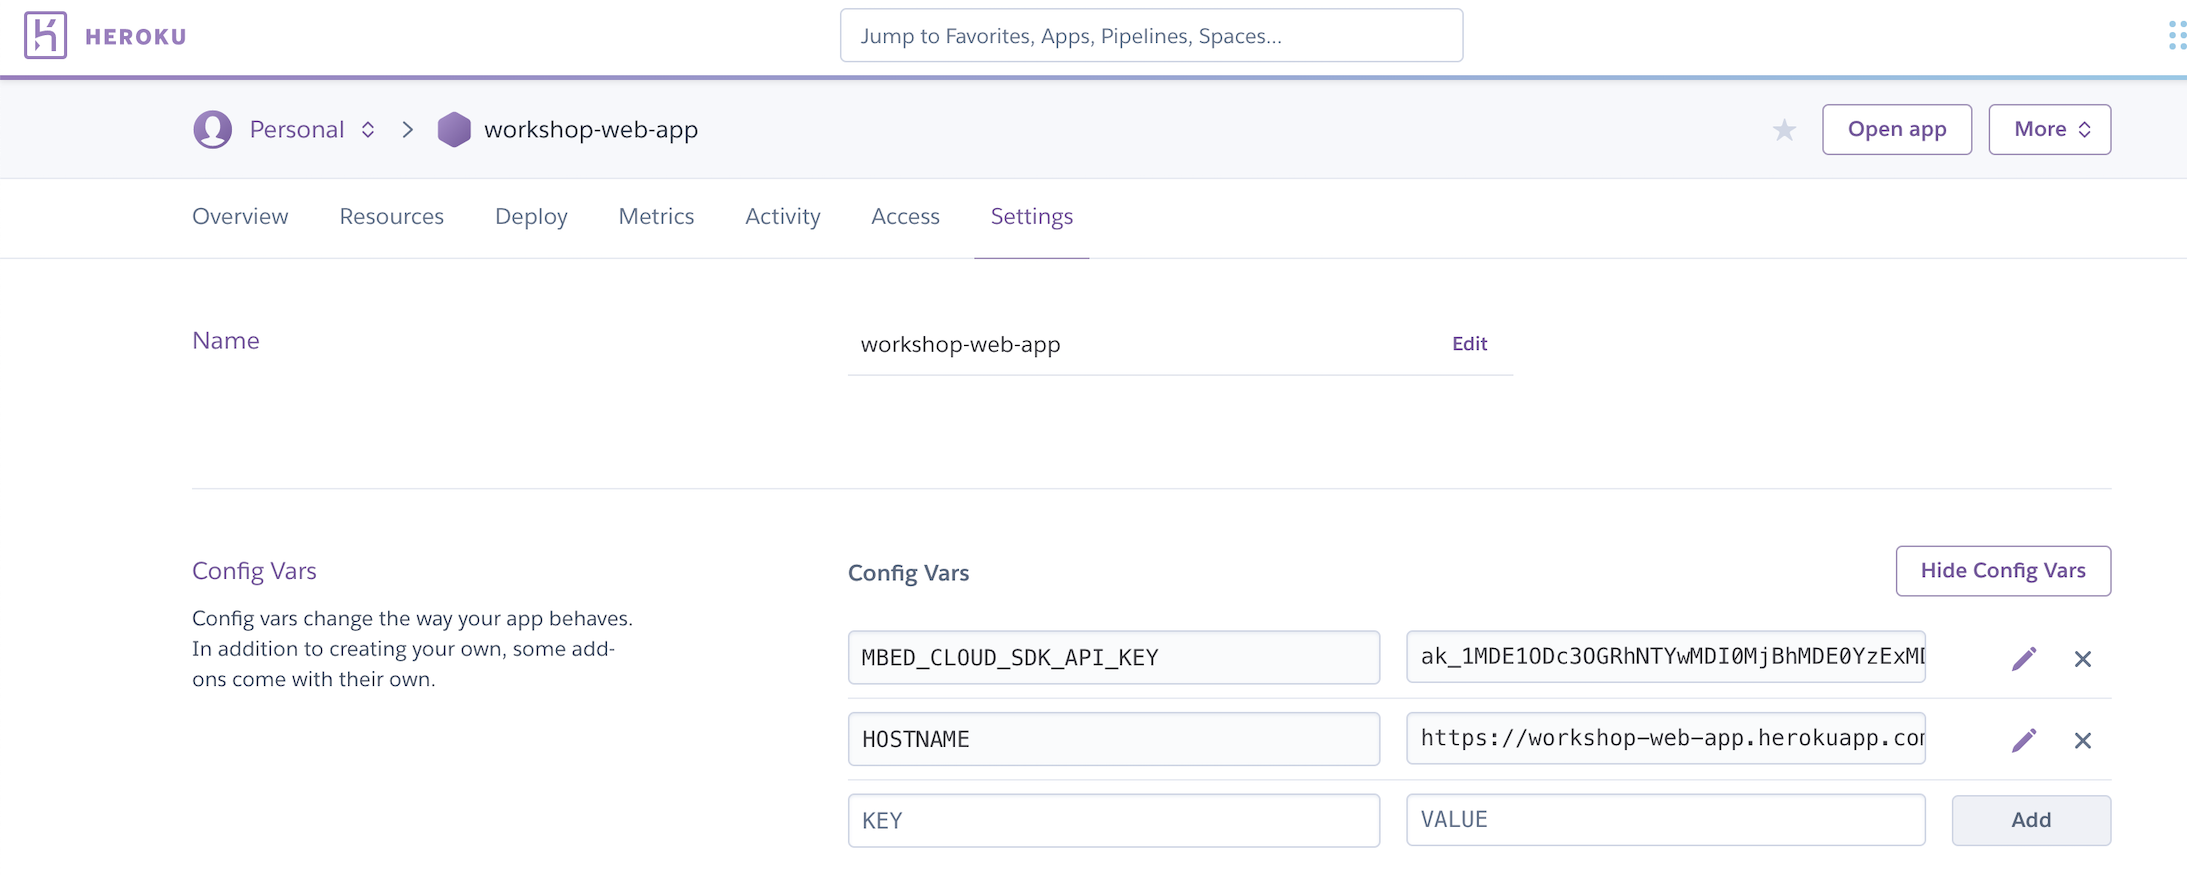 HEROKU
Jump to Favorites, Apps, Pipelines, Spaces...
Personal
workshop-web-app
Open app
More
Overview
Resources
Deploy
Metrics
Activity
Access
Settings
Name
workshop-web-app
Edit
Config Vars
Config vars change the way your app behaves.
In addition to creating your own, some add-
ons come with their own.
Config Vars
Hide Config Vars
MBED_CLOUD_SDK_API_KEY
ak_1MDE1ODc3OGRhNTYwMDI0MjBhMDE0YzExM
HOSTNAME
https://workshop-web-app.herokuapp.com
KEY
VALUE
Add